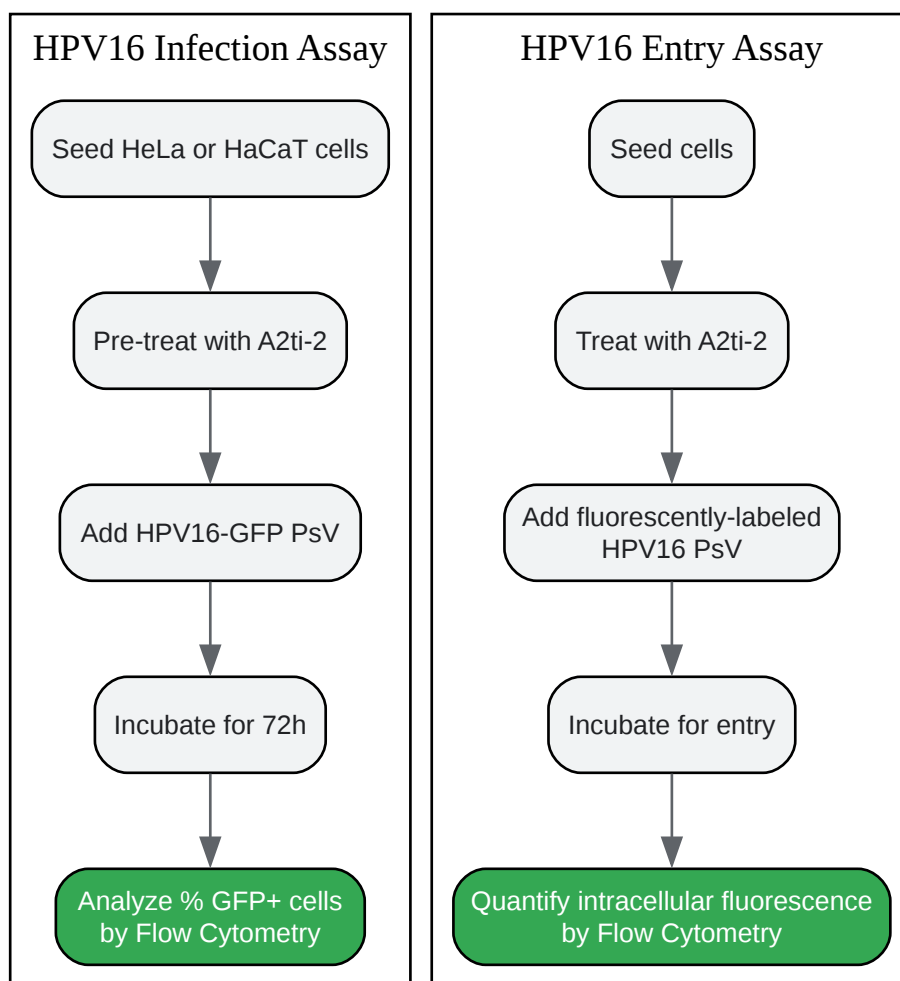 HPV16 Infection Assay
Seed HeLa or HaCaT cells
Pre-treat with A2ti-2
Add HPV16-GFP PsV
Incubate for 72h
Analyze % GFP+ cells
by Flow Cytometry
HPV16 Entry Assay
Seed cells
Treat with A2ti-2
Add fluorescently-labeled
HPV16 PsV
Incubate for entry
Quantify intracellular fluorescence
by Flow Cytometry